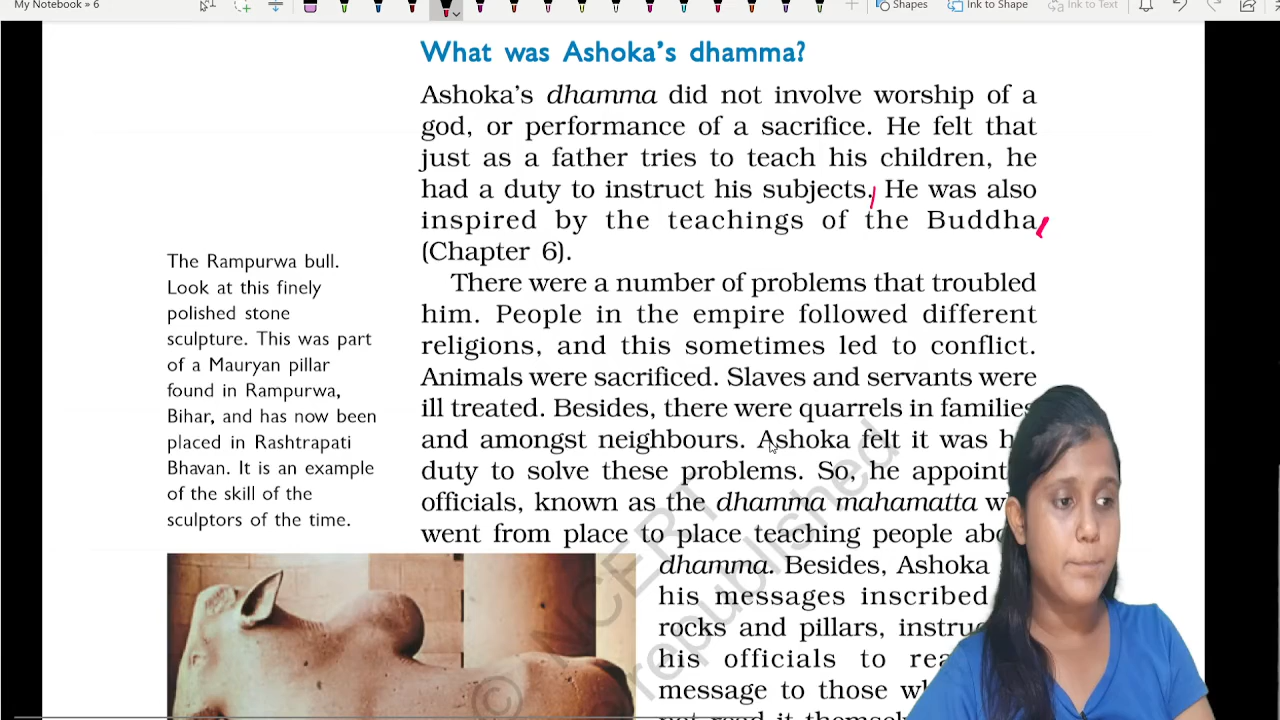 My Notebook » 6
Shapes
Ink to Shape
Ink to Text
What was Ashoka's dhamma?
Ashoka's dhamma did not involve worship of a
god, or performance of a sacrifice. He felt that
just as a father tries to teach his children, he
had a duty to instruct his subjects. He was also
inspired by the teachings of the Buddha
(Chapter 6).
There were a number of problems that troubled
him. People in the empire followed different
religions, and this sometimes led to conflict.
Animals were sacrificed. Slaves and servants were
ill treated. Besides, there were quarrels in families
and amongst neighbours. Ashoka felt it was
duty to solve these problems. So, he
officials, known as the dhamma mahamatta
went from place to place teaching people
dhamma. Besides, Ashoka
his messages inscribed
rocks and pillars,
his officials to
message to those
not read it
The Rampurwa bull.
Look at this finely
polished stone
sculpture. This was part
of a Mauryan pillar
found in Rampurwa,
Bihar, and has now been
placed in Rashtrapati
Bhavan. It is an example
of the skill of the
sculptors of the time.
© NCERT
republished